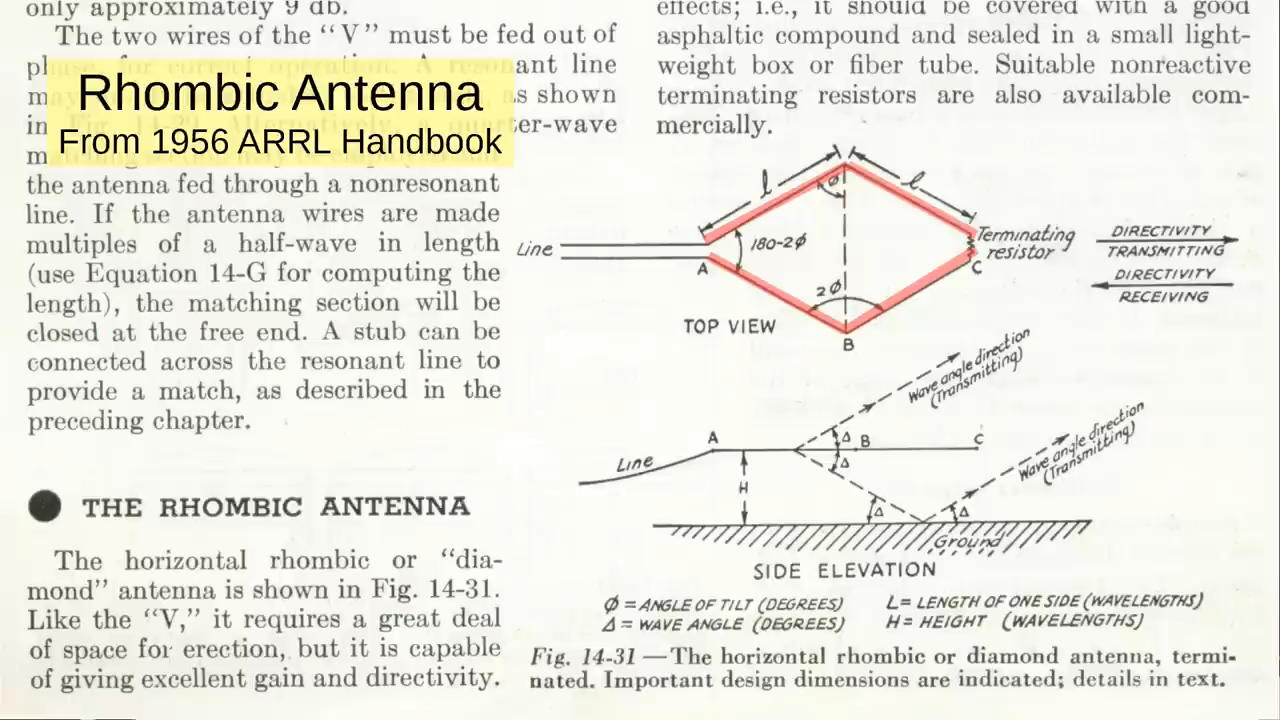 only approximately 9 db.
The two wires of the “V” must be fed out of
resonant line
as shown
in Fig. 14-29. Alternatively, a quarter-wave
the antenna fed through a nonresonant
line. If the antenna wires are made
multiples of a half-wave in length
(use Equation 14-G for computing the
length), the matching section will be
closed at the free end. A stub can be
connected across the resonant line to
provide a match, as described in the
preceding chapter.
Rhombic Antenna
From 1956 ARRL Handbook
● THE RHOMBIC ANTENNA
The horizontal rhombic or “dia-
mond” antenna is shown in Fig. 14-31.
Like the “V,” it requires a great deal
of space for erection, but it is capable
of giving excellent gain and directivity.
effects; i.e., it should be covered with a good
asphaltic compound and sealed in a small light-
weight box or fiber tube. Suitable nonreactive
terminating resistors are also available com-
mercially.
l
l
ϕ
Line
180-2ϕ
A
Terminating
resistor
C
2ϕ
B
TOP VIEW
DIRECTIVITY
TRANSMITTING
DIRECTIVITY
RECEIVING
Wave angle direction
(Transmitting)
Wave angle direction
(Transmitting)
A
Δ
B
C
Δ
Line
H
Δ
Δ
Ground
SIDE ELEVATION
ϕ = ANGLE OF TILT (DEGREES)
L = LENGTH OF ONE SIDE (WAVELENGTHS)
Δ = WAVE ANGLE (DEGREES)
H = HEIGHT (WAVELENGTHS)
Fig. 14-31 — The horizontal rhombic or diamond antenna, termi-
nated. Important design dimensions are indicated; details in text.